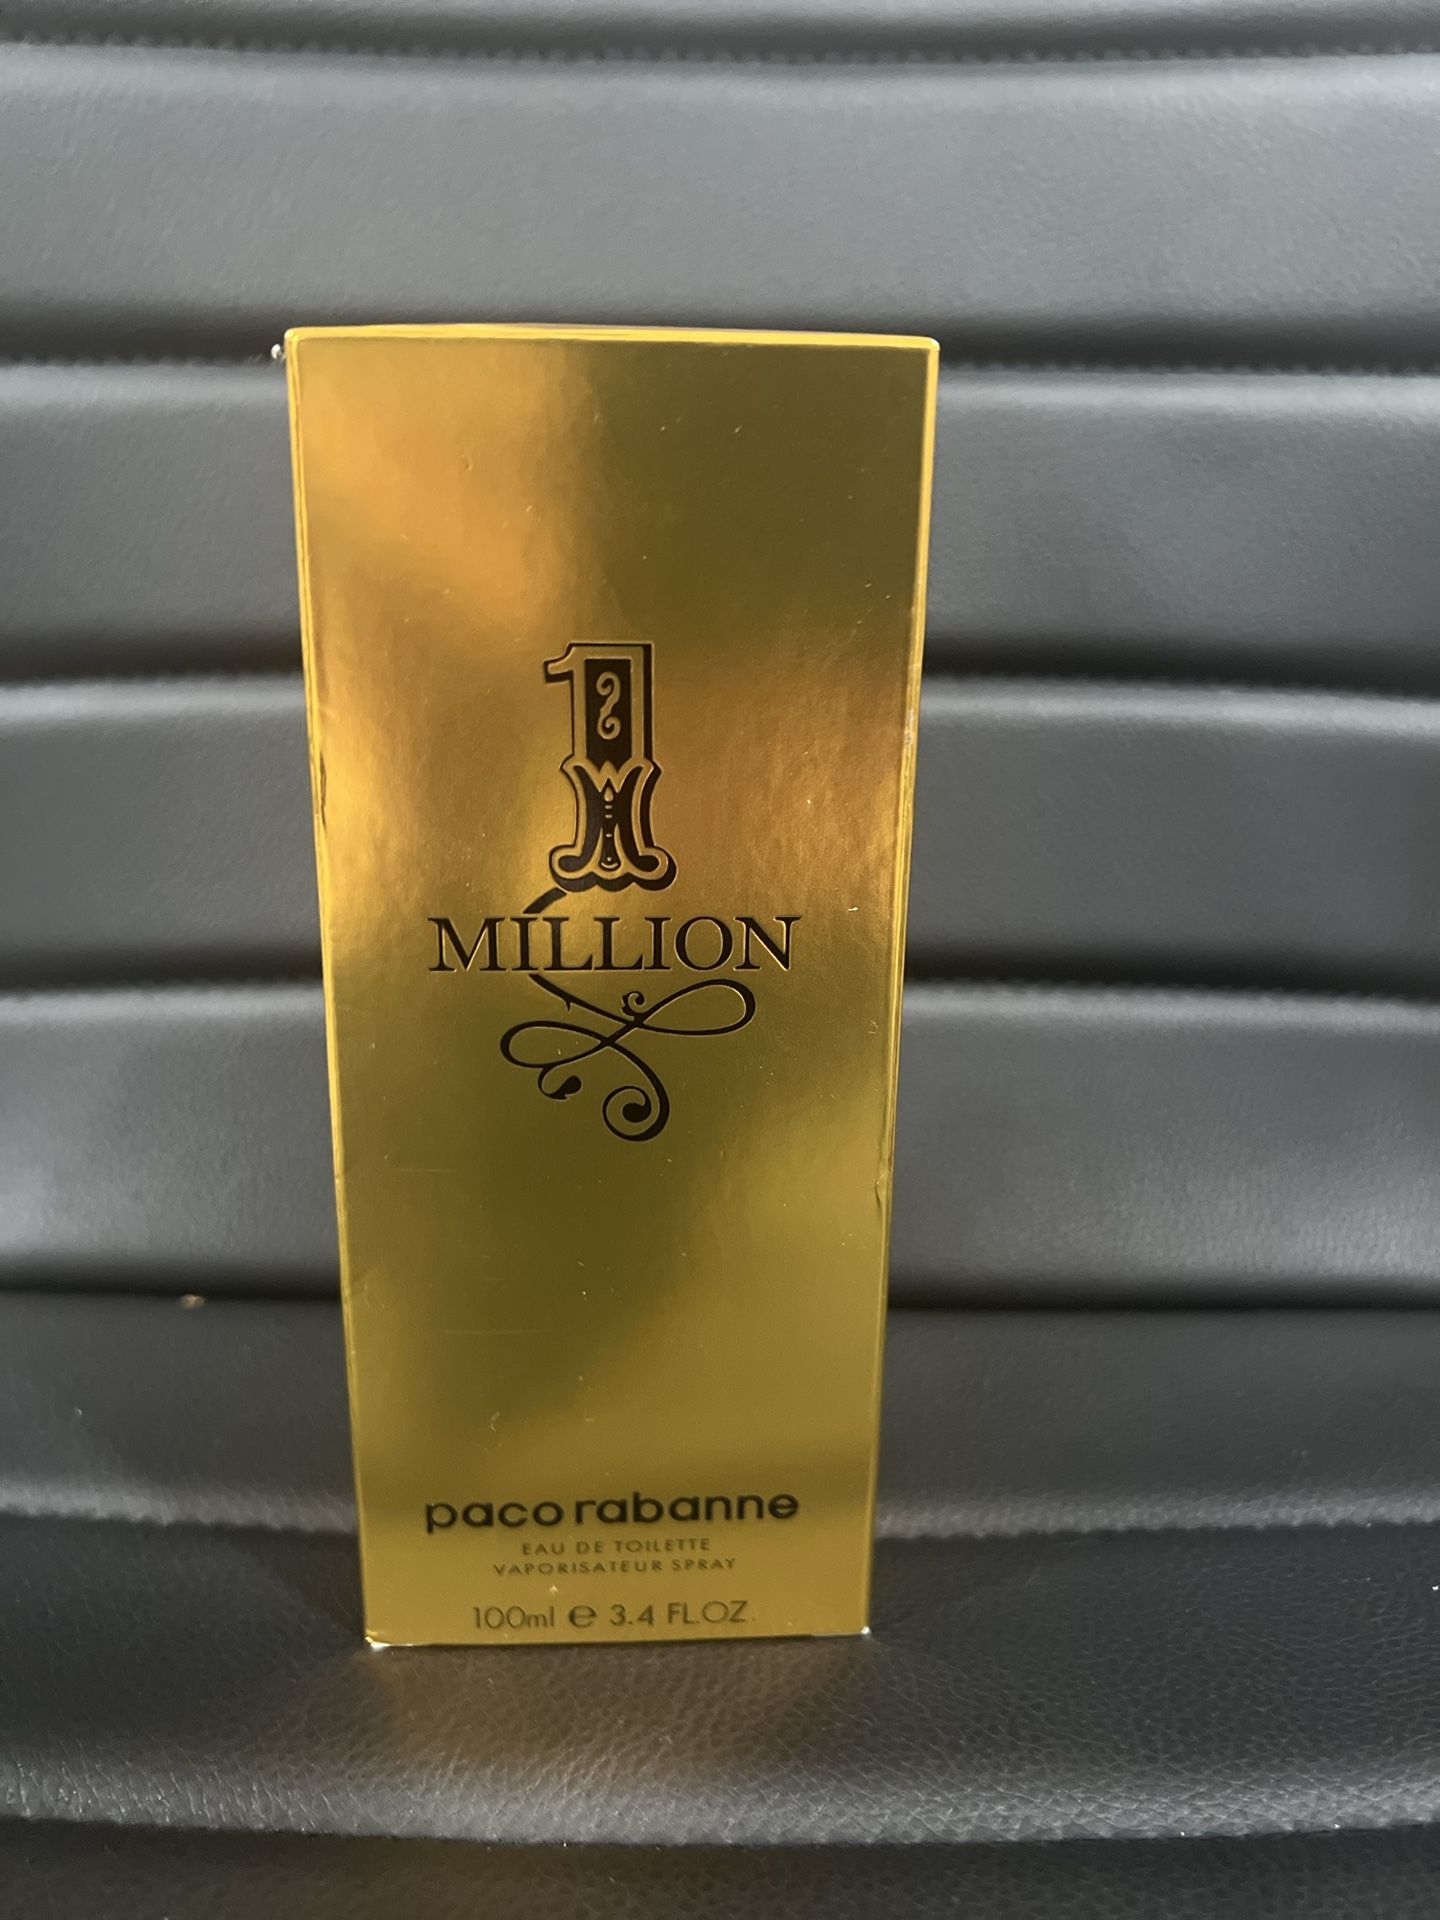 1
MILLION
paco rabanne
EAU DE TOILETTE
VAPORISATEUR SPRAY
100ml e 3.4 FL.OZ.